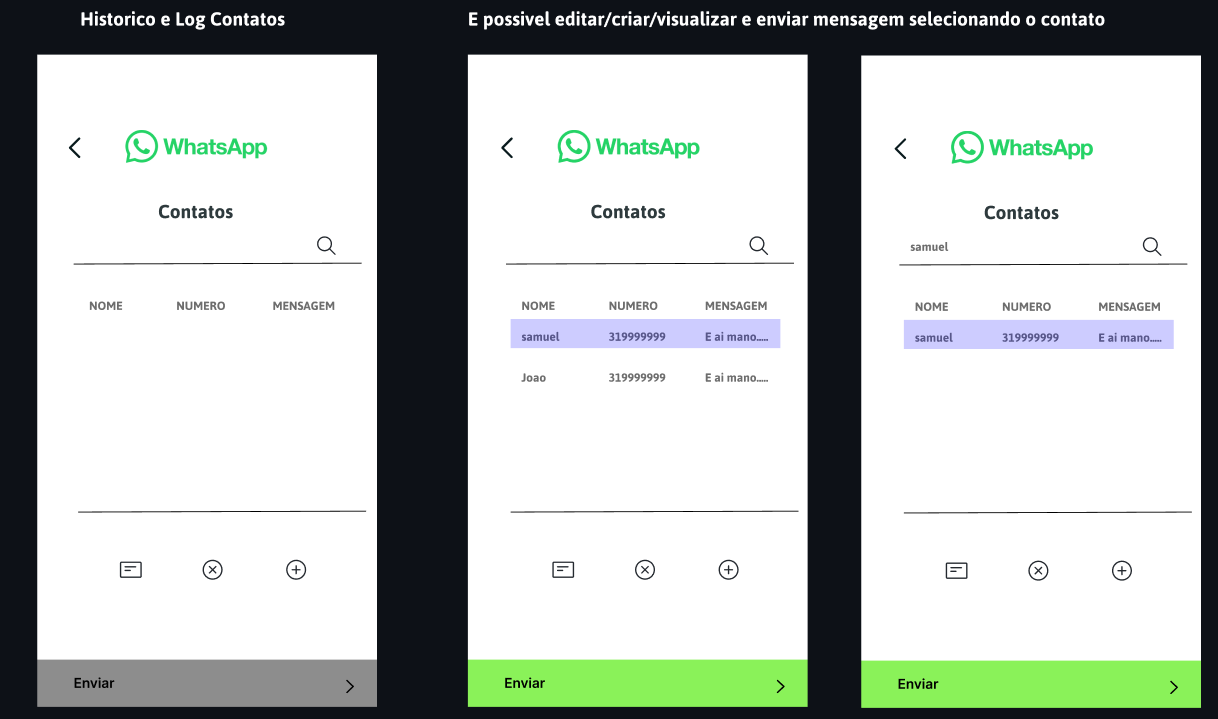 Historico e Log Contatos
E possivel editar/criar/visualizar e enviar mensagem selecionando o contato
WhatsApp
Contatos
NOME NUMERO MENSAGEM
Enviar
WhatsApp
Contatos
NOME NUMERO MENSAGEM
samuel 319999999 E ai mano.....
Joao 319999999 E ai mano.....
Enviar
WhatsApp
Contatos
samuel
NOME NUMERO MENSAGEM
samuel 319999999 E ai mano.....
Enviar